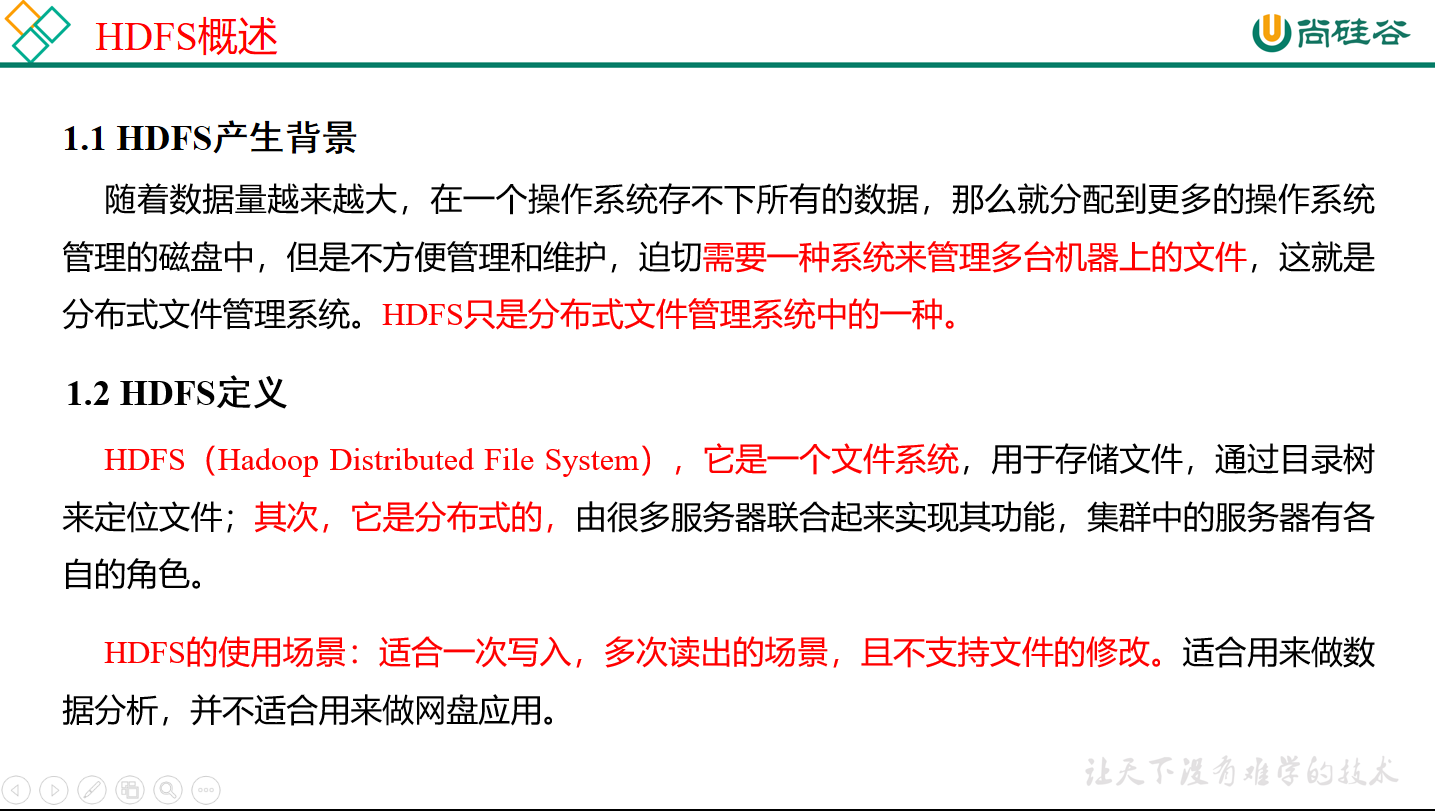 HDFS概述
尚硅谷
1.1 HDFS产生背景
随着数据量越来越大，在一个操作系统存不下所有的数据，那么就分配到更多的操作系统
管理的磁盘中，但是不方便管理和维护，迫切需要一种系统来管理多台机器上的文件，这就是
分布式文件管理系统。HDFS只是分布式文件管理系统中的一种。
1.2 HDFS定义
HDFS（Hadoop Distributed File System），它是一个文件系统，用于存储文件，通过目录树
来定位文件；其次，它是分布式的，由很多服务器联合起来实现其功能，集群中的服务器有各
自的角色。
HDFS的使用场景：适合一次写入，多次读出的场景，且不支持文件的修改。适合用来做数
据分析，并不适合用来做网盘应用。
让天下没有难学的技术